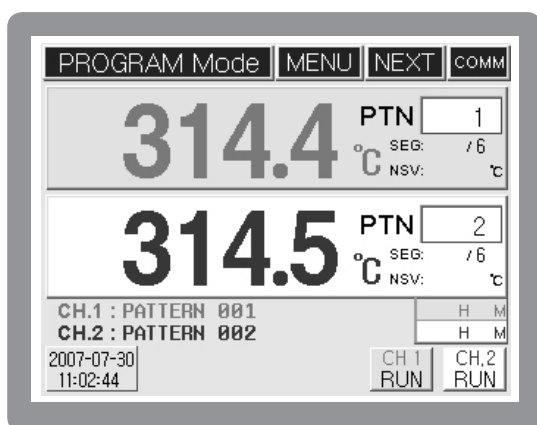 PROGRAM Mode MENU NEXT COMM
314.4 °C PTN 1
SEG: /6
NSV: °C
314.5 °C PTN 2
SEG: /6
NSV: °C
CH.1 : PATTERN 001 H M
CH.2 : PATTERN 002 H M
2007-07-30 CH 1 CH,2
11:02:44 RUN RUN